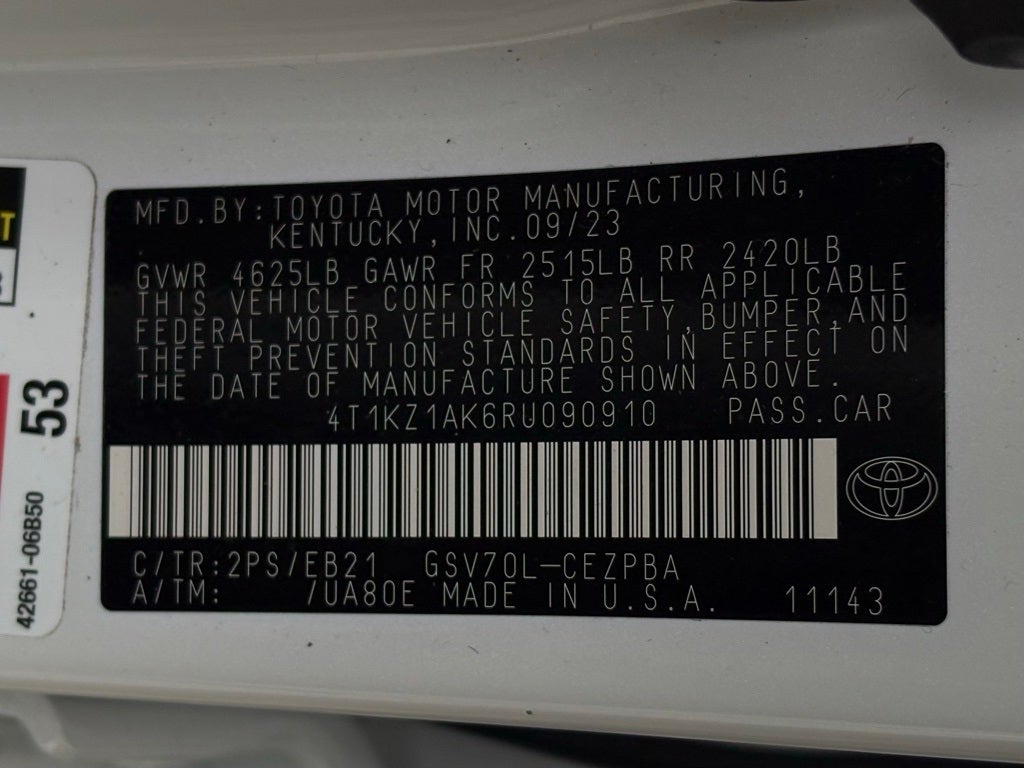 MFD.BY:TOYOTA MOTOR MANUFACTURING,
KENTUCKY,INC.09/23
GVWR 4625LB GAWR FR 2515LB RR 2420LB
THIS VEHICLE CONFORMS TO ALL APPLICABLE
FEDERAL MOTOR VEHICLE SAFETY,BUMPER,AND
THEFT PREVENTION STANDARDS IN EFFECT ON
THE DATE OF MANUFACTURE SHOWN ABOVE.
4T1KZ1AK6RU090910 PASS.CAR
C/TR:2PS/EB21 GSV70L-CEZPBA
A/TM: /UA80E MADE IN U.S.A. 11143
53
42661-06B50